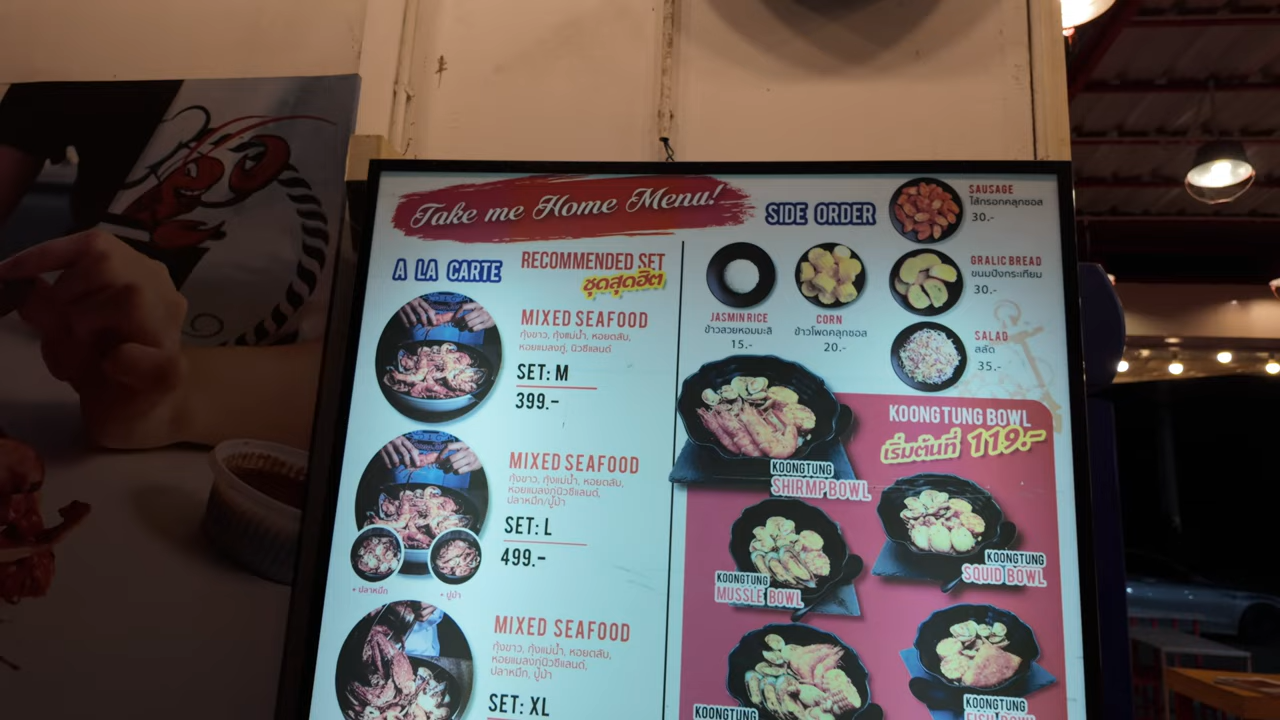 Take me Home Menu!
A LA CARTE
RECOMMENDED SET
ชุดสุดฮิต
MIXED SEAFOOD
กุ้งขาว, กุ้งแม่น้ำ, หอยตลับ,
หอยแมลงภู่, นิวซีแลนด์
SET: M
399.-
MIXED SEAFOOD
กุ้งขาว, กุ้งแม่น้ำ, หอยตลับ,
หอยแมลงภู่นิวซีแลนด์,
ปลาหมึก/ปูม้า
SET: L
499.-
+ ปลาหมึก
+ ปูม้า
MIXED SEAFOOD
กุ้งขาว, กุ้งแม่น้ำ, หอยตลับ,
หอยแมลงภู่นิวซีแลนด์,
ปลาหมึก, ปูม้า
SET: XL
SIDE ORDER
JASMIN RICE
ข้าวสวยหอมมะลิ
15.-
CORN
ข้าวโพดคลุกซอส
20.-
SAUSAGE
ไส้กรอกคลุกซอส
30.-
GRALIC BREAD
ขนมปังกระเทียม
30.-
SALAD
สลัด
35.-
KOONGTUNG BOWL
เริ่มต้นที่ 119.-
KOONGTUNG
SHIRMP BOWL
KOONGTUNG
SQUID BOWL
KOONGTUNG
MUSSLE BOWL
KOONGTUNG
KOONGTUNG
FISH BOWL